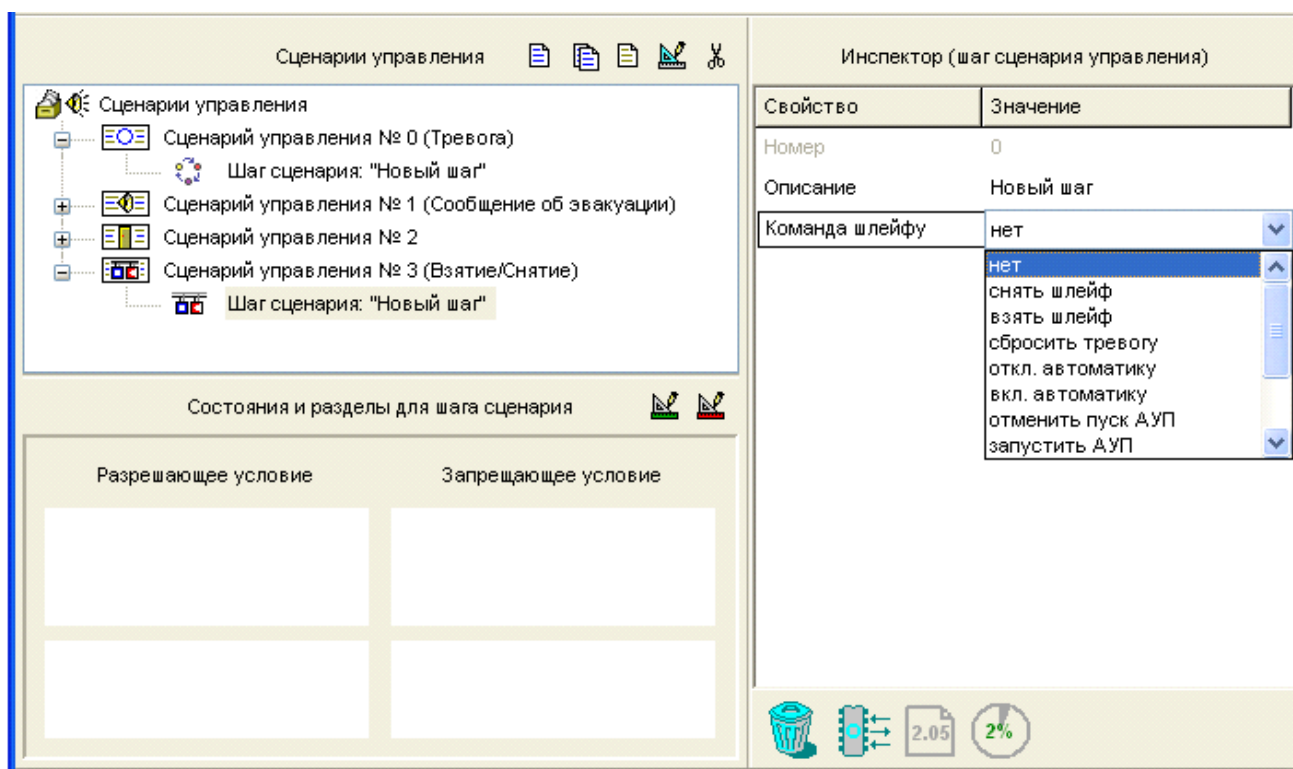 Сценарии управления
Сценарии управления
Сценарий управления № 0 (Тревога)
Шаг сценария: "Новый шаг"
Сценарий управления № 1 (Сообщение об эвакуации)
Сценарий управления № 2
Сценарий управления № 3 (Взятие/Снятие)
Шаг сценария: "Новый шаг"
Состояния и разделы для шага сценария
Разрешающее условие Запрещающее условие
Инспектор (шаг сценария управления)
Свойство Значение
Номер 0
Описание Новый шаг
Команда шлейфу нет
нет
снять шлейф
взять шлейф
сбросить тревогу
откл. автоматику
вкл. автоматику
отменить пуск АУП
запустить АУП
2.05 2%